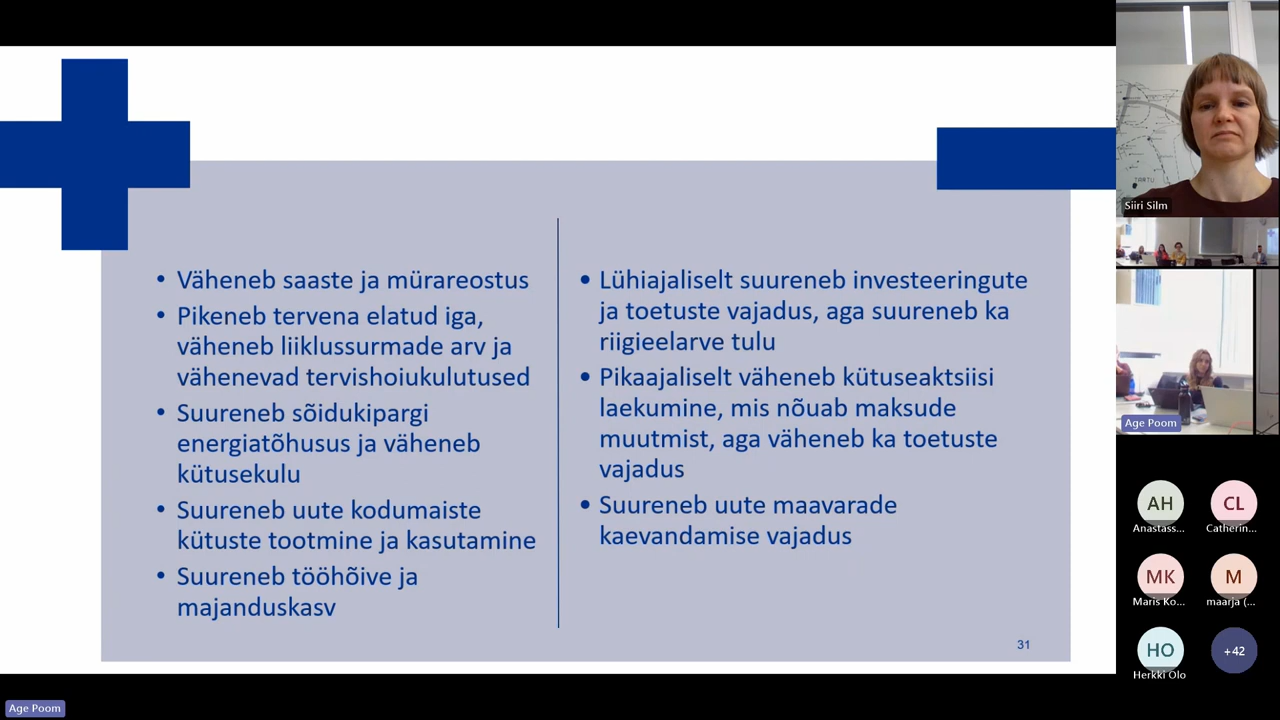 • Väheneb saaste ja mürareostus
• Pikeneb tervena elatud iga,
väheneb liiklussurmade arv ja
vähenevad tervishoiukulutused
• Suureneb sõidukipargi
energiatõhusus ja väheneb
kütusekulu
• Suureneb uute kodumaiste
kütuste tootmine ja kasutamine
• Suureneb tööhõive ja
majanduskasv
• Lühiajaliselt suureneb investeeringute
ja toetuste vajadus, aga suureneb ka
riigieelarve tulu
• Pikaajaliselt väheneb kütuseaktsiisi
laekumine, mis nõuab maksude
muutmist, aga väheneb ka toetuste
vajadus
• Suureneb uute maavarade
kaevandamise vajadus
31
TARTU
Siiri Silm
Age Poom
AH
Anastass...
CL
Catherin...
MK
Maris Ko...
M
maarja (...
HO
Herkki Olo
+42
Age Poom